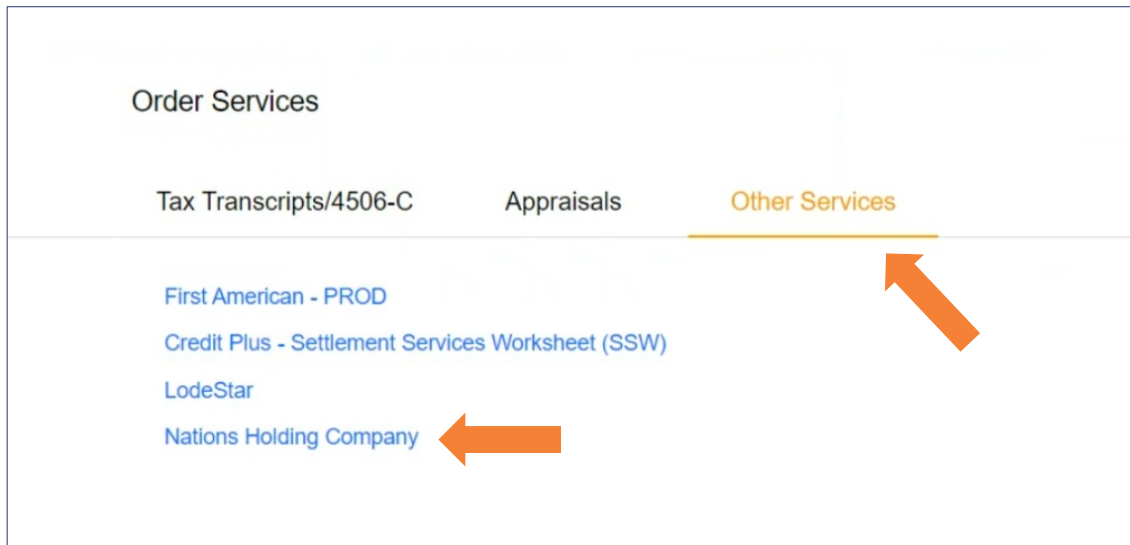 Order Services
Tax Transcripts/4506-C Appraisals Other Services
First American - PROD
Credit Plus - Settlement Services Worksheet (SSW)
LodeStar
Nations Holding Company